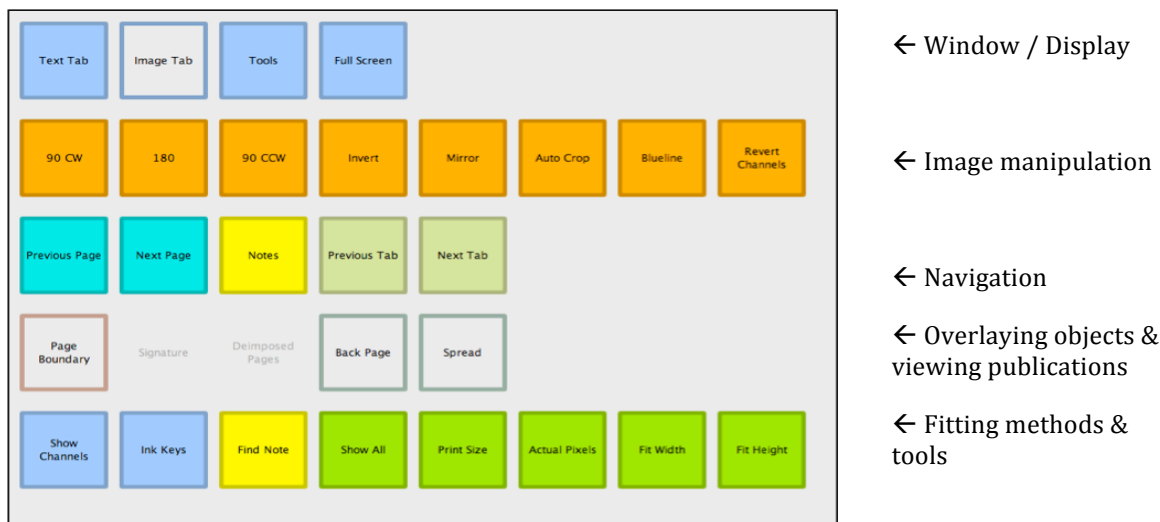 Text Tab
Image Tab
Tools
Full Screen
← Window / Display
90 CW
180
90 CCW
Invert
Mirror
Auto Crop
Blueline
Revert
Channels
← Image manipulation
Previous Page
Next Page
Notes
Previous Tab
Next Tab
← Navigation
Page
Boundary
Signature
Deimposed
Pages
Back Page
Spread
← Overlaying objects &
viewing publications
Show
Channels
Ink Keys
Find Note
Show All
Print Size
Actual Pixels
Fit Width
Fit Height
← Fitting methods &
tools